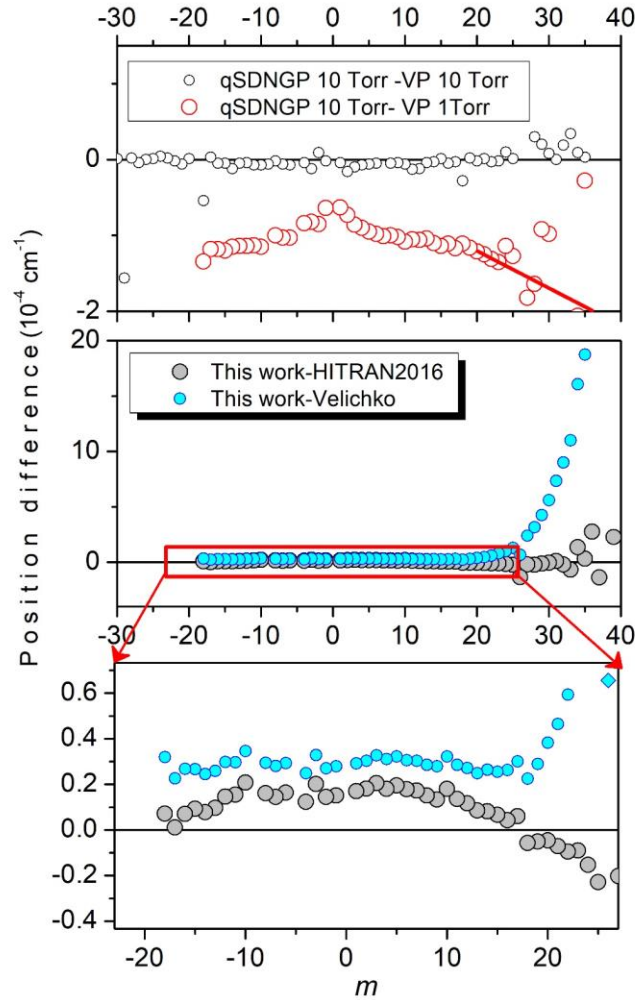 qSDNGP 10 Torr -VP 10 Torr
qSDNGP 10 Torr- VP 1Torr
0
-2
-30 -20 -10 0 10 20 30 40
Position difference (10⁻⁴ cm⁻¹)
20
This work-HITRAN2016
This work-Velichko
10
0
-30 -20 -10 0 10 20 30 40
0.6
0.4
0.2
0.0
-0.2
-0.4
-20 -10 0 10 20
m